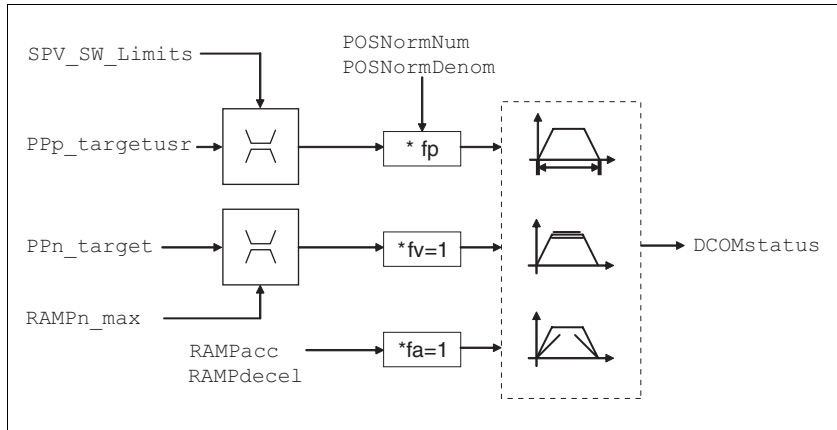 SPV_SW_Limits
POSNormNum
POSNormDenom
PPp_targetusr
* fp
PPn_target
*fv=1
DCOMstatus
RAMPn_max
RAMPacc
RAMPdecel
*fa=1